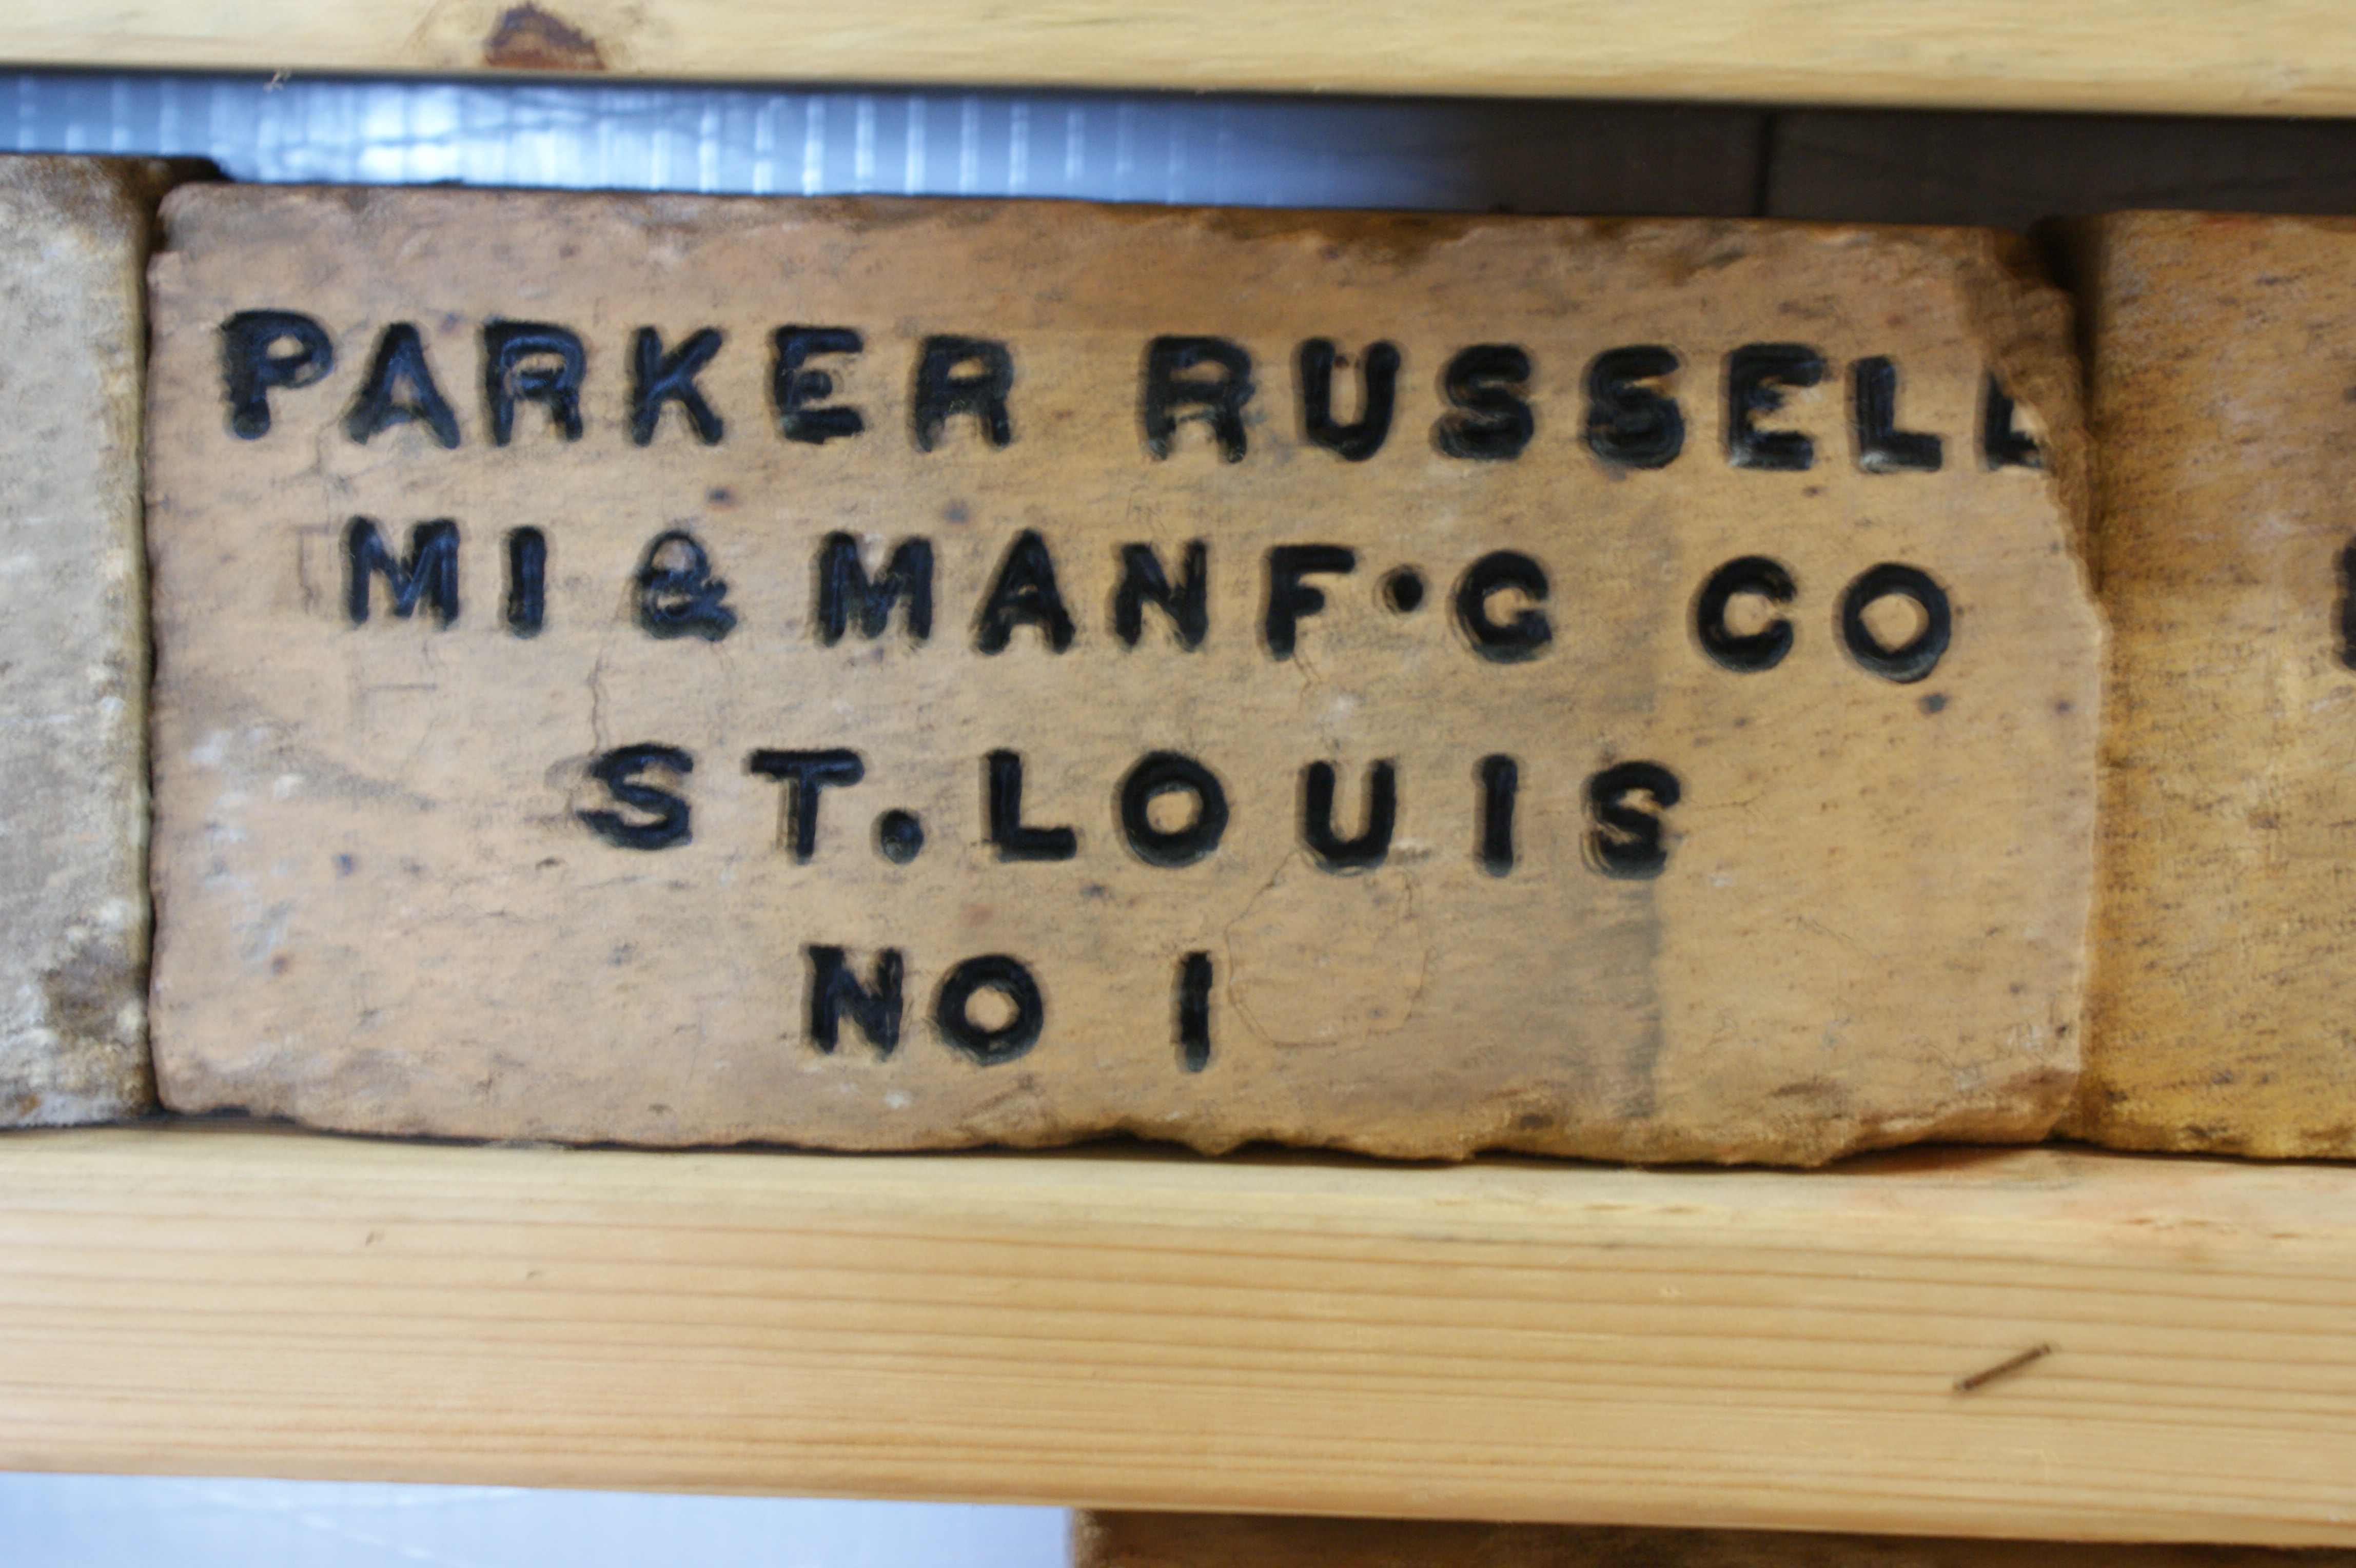 PARKER RUSSELL
MI & MANF·G CO
ST. LOUIS
NO 1